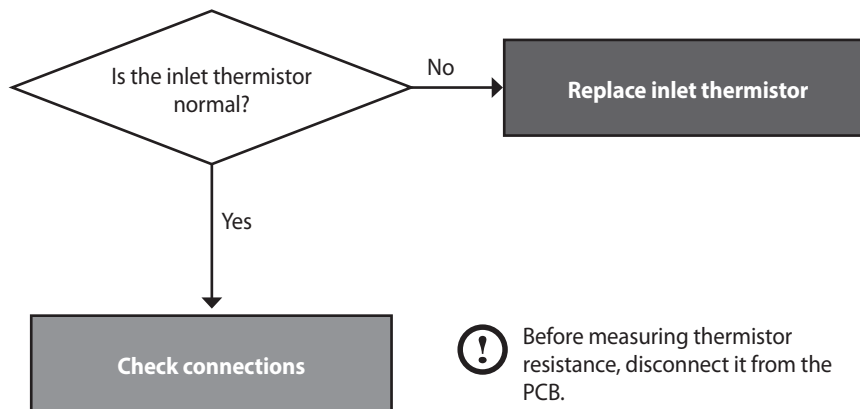 Is the inlet thermistor
normal?
No
Replace inlet thermistor
Yes
Check connections
!
Before measuring thermistor
resistance, disconnect it from the
PCB.